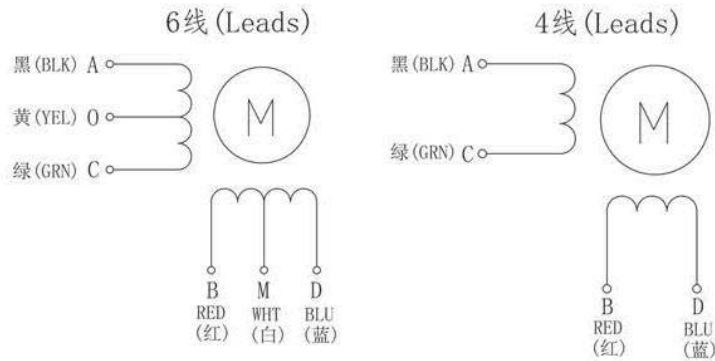 6线(Leads)
黑(BLK) A
黄(YEL) O
绿(GRN) C
M
B M D
RED WHT BLU
(红) (白) (蓝)
4线(Leads)
黑(BLK) A
绿(GRN) C
M
B D
RED BLU
(红) (蓝)